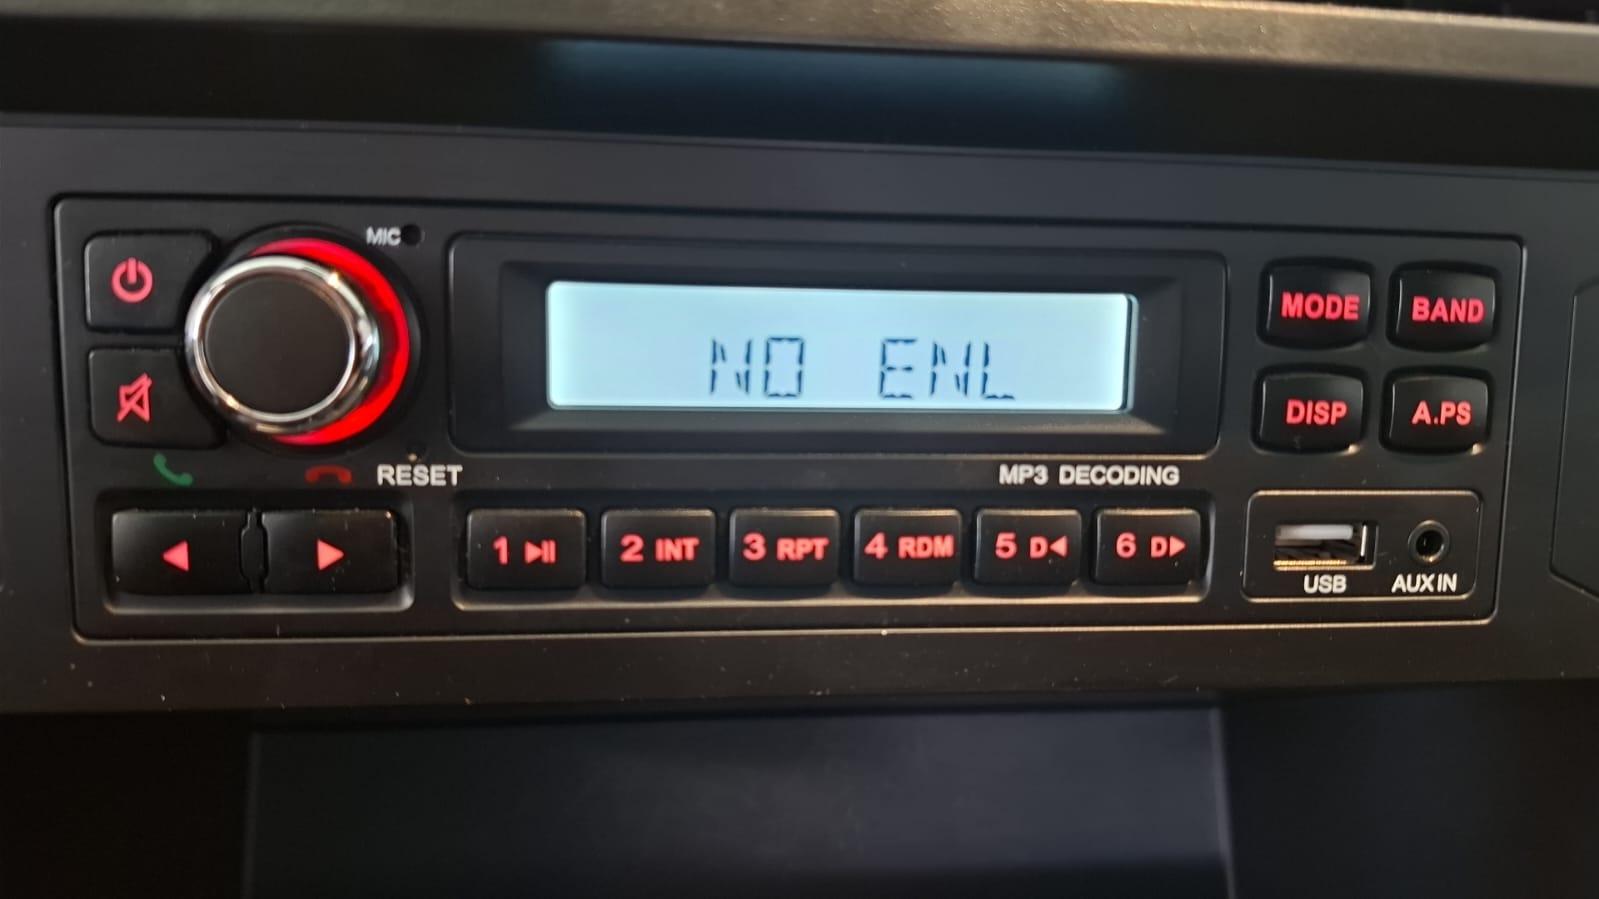 MIC
NO ENL
MODE
BAND
DISP
A.PS
RESET
MP3 DECODING
1
2 INT
3 RPT
4 RDM
5 D
6 D
USB
AUX IN